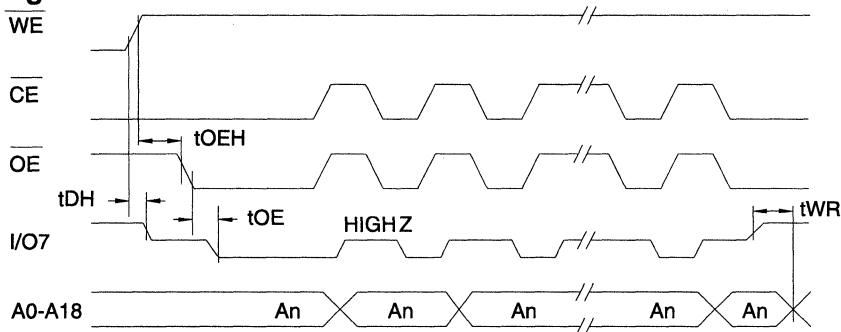 WE
CE
tOEH
OE
tDH
tOE
tWR
HIGH Z
I/O7
A0-A18 An An An An An